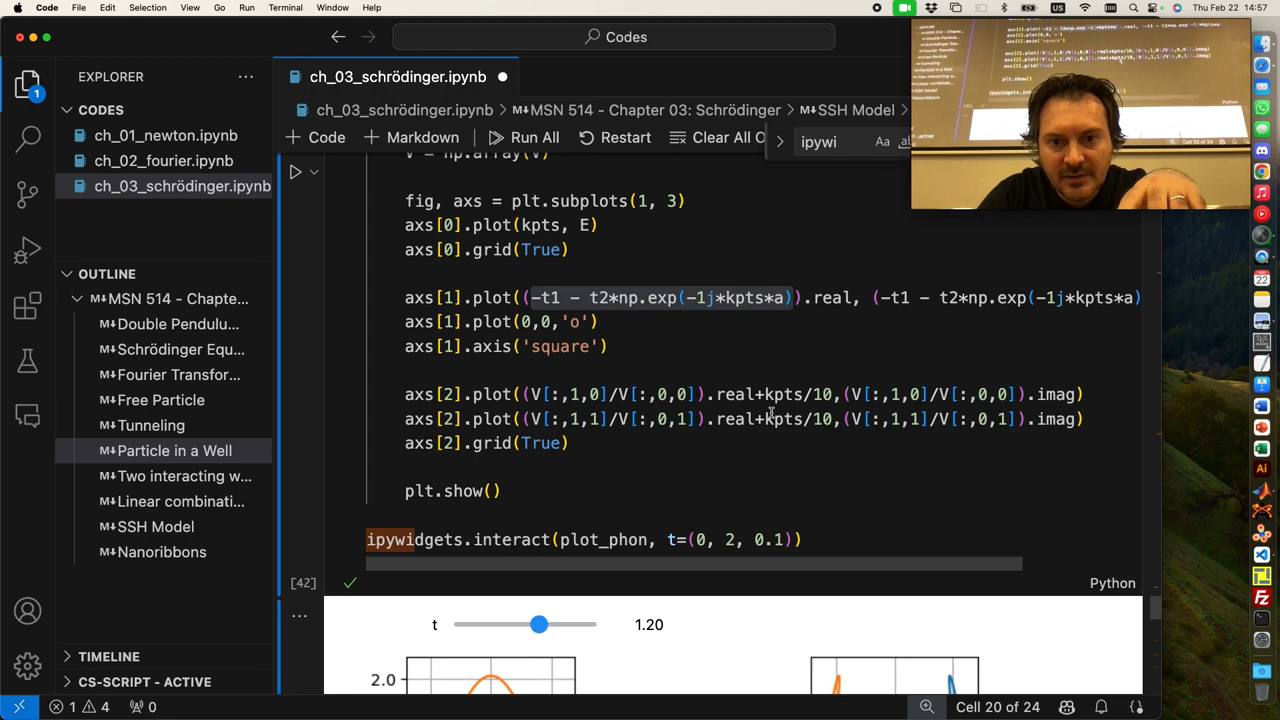 Code File Edit Selection View Go Run Terminal Window Help
US
Thu Feb 22 14:57
Codes
EXPLORER
ch_03_schrödinger.ipynb
CODES
ch_03_schrödinger.ipynb > MSN 514 - Chapter 03: Schrödinger > SSH Model >
ch_01_newton.ipynb
Code Markdown Run All Restart Clear All O
ipywi Aa
ch_02_fourier.ipynb
V = np.array(V)
ch_03_schrödinger.ipynb
fig, axs = plt.subplots(1, 3)
axs[0].plot(kpts, E)
axs[0].grid(True)
OUTLINE
MSN 514 - Chapte...
axs[1].plot((-t1 - t2*np.exp(-1j*kpts*a)).real, (-t1 - t2*np.exp(-1j*kpts*a)
Double Pendulu...
axs[1].plot(0,0,'o')
Schrödinger Equ...
axs[1].axis('square')
Fourier Transfor...
Free Particle
axs[2].plot((V[:,1,0]/V[:,0,0]).real+kpts/10,(V[:,1,0]/V[:,0,0]).imag)
Tunneling
axs[2].plot((V[:,1,1]/V[:,0,1]).real+kpts/10,(V[:,1,1]/V[:,0,1]).imag)
Particle in a Well
axs[2].grid(True)
Two interacting w...
Linear combinati...
plt.show()
SSH Model
Nanoribbons
ipywidgets.interact(plot_phon, t=(0, 2, 0.1))
[42]
Python
t 1.20
TIMELINE
CS-SCRIPT - ACTIVE
2.0
1 4 0
Cell 20 of 24